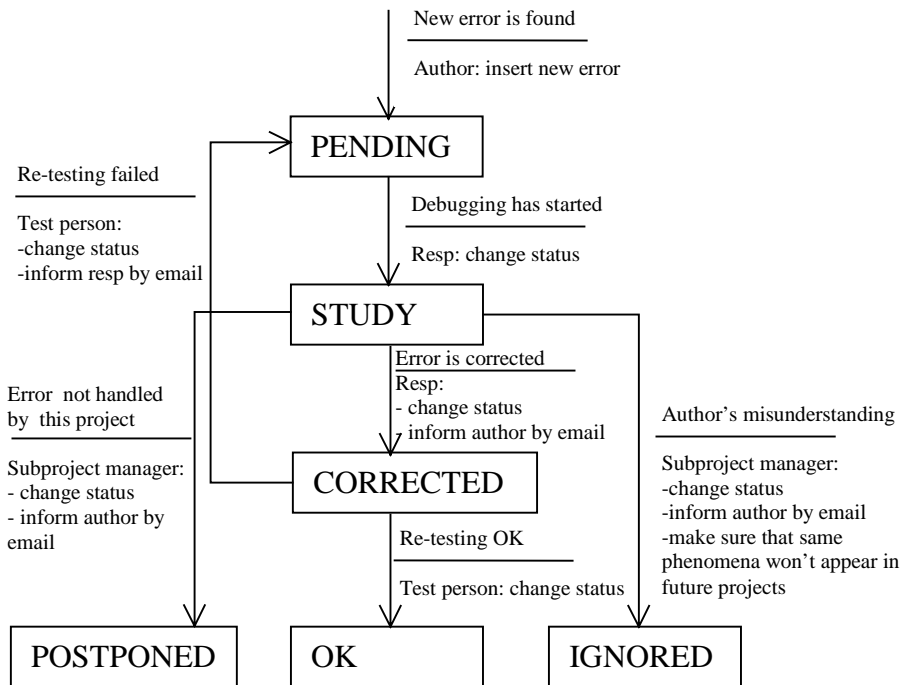 New error is found
Author: insert new error
PENDING
Re-testing failed
Test person:
-change status
-inform resp by email
Debugging has started
Resp: change status
STUDY
Error is corrected
Resp:
- change status
- inform author by email
Error  not handled
by  this project
Subproject manager:
- change status
- inform author by
email
Author's misunderstanding
Subproject manager:
-change status
-inform author by email
-make sure that same
phenomena won't appear in
future projects
CORRECTED
Re-testing OK
Test person: change status
POSTPONED
OK
IGNORED